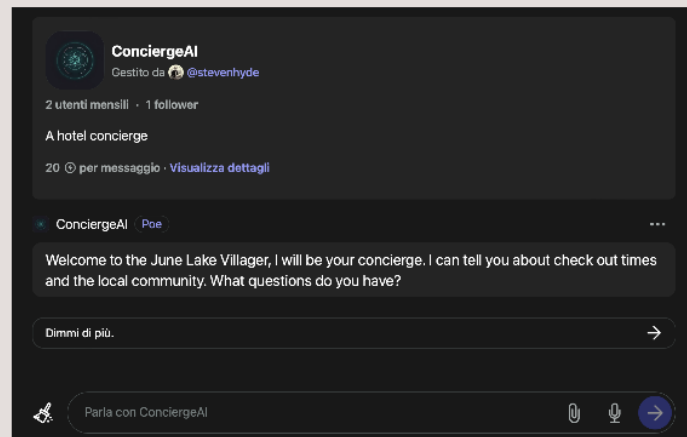 ConciergeAI
Gestito da @stevenhyde
2 utenti mensili · 1 follower
A hotel concierge
20 per messaggio · Visualizza dettagli
ConciergeAI Poe
Welcome to the June Lake Villager, I will be your concierge. I can tell you about check out times
and the local community. What questions do you have?
Dimmi di più.
Parla con ConciergeAI